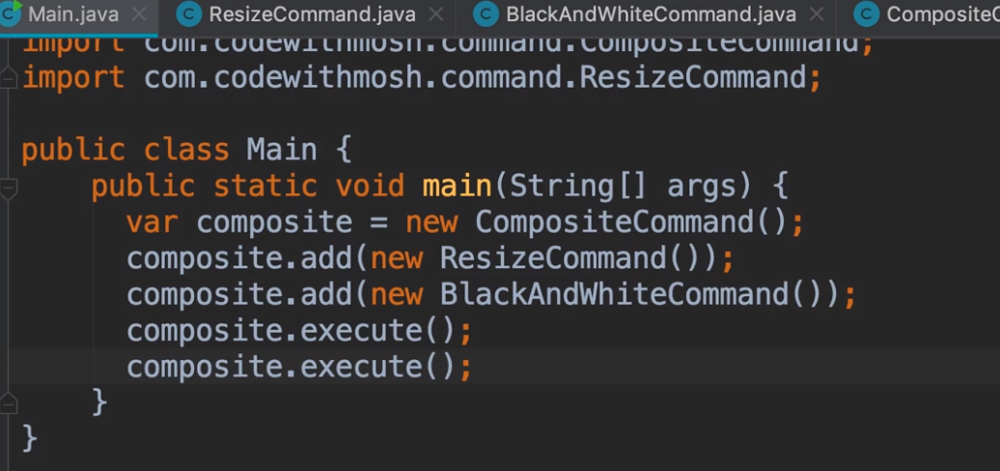 Main.java ResizeCommand.java BlackAndWhiteCommand.java
import com.codewithmosh.command.CompositeCommand;
import com.codewithmosh.command.ResizeCommand;
public class Main {
public static void main(String[] args) {
var composite = new CompositeCommand();
composite.add(new ResizeCommand());
composite.add(new BlackAndWhiteCommand());
composite.execute();
composite.execute();
}
}